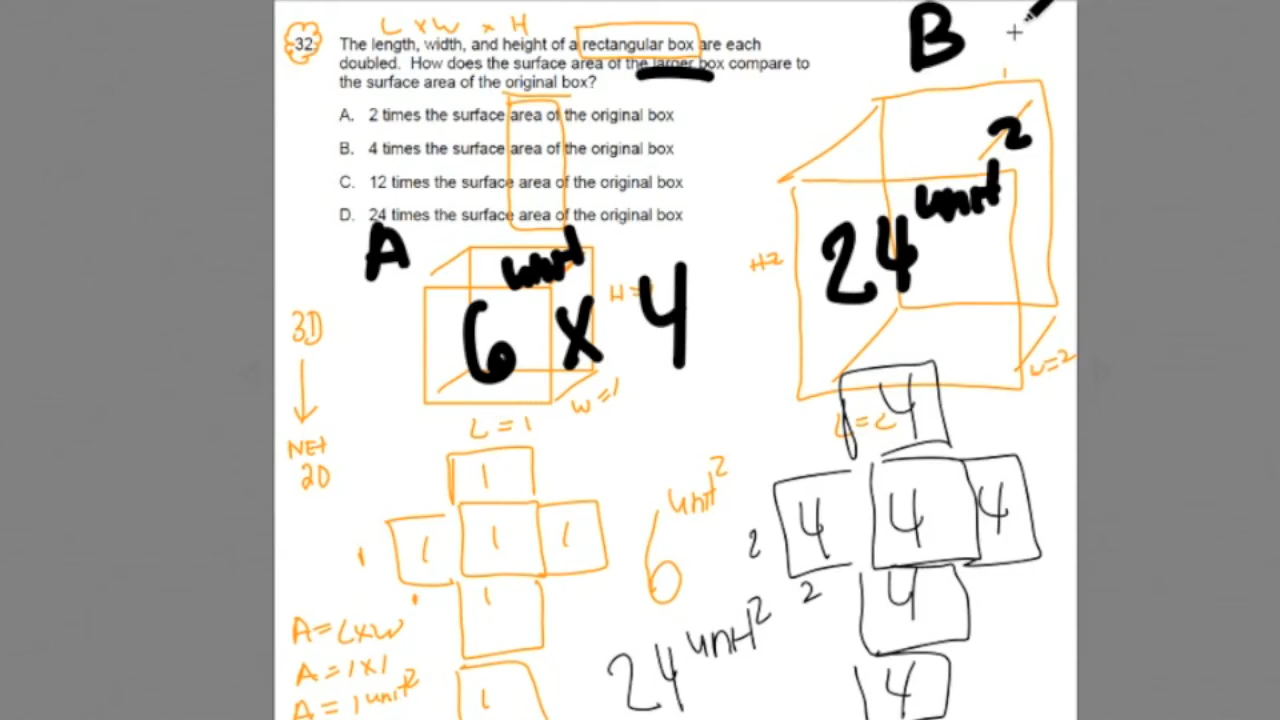 L x W x H
B
32. The length, width, and height of a rectangular box are each
doubled. How does the surface area of the larger box compare to
the surface area of the original box?
A. 2 times the surface area of the original box
B. 4 times the surface area of the original box
C. 12 times the surface area of the original box
D. 24 times the surface area of the original box
A
unit
6 x 4
H=
L = 1
W =1
24 unit 2
H=2
W=2
L=2
3D
NET
2D
1
1 1 1
1
1
1
1
6 unit²
24 unit²
4
4 4 4
4
4
2
2
A = L x W
A = 1 x 1
A = 1 unit²